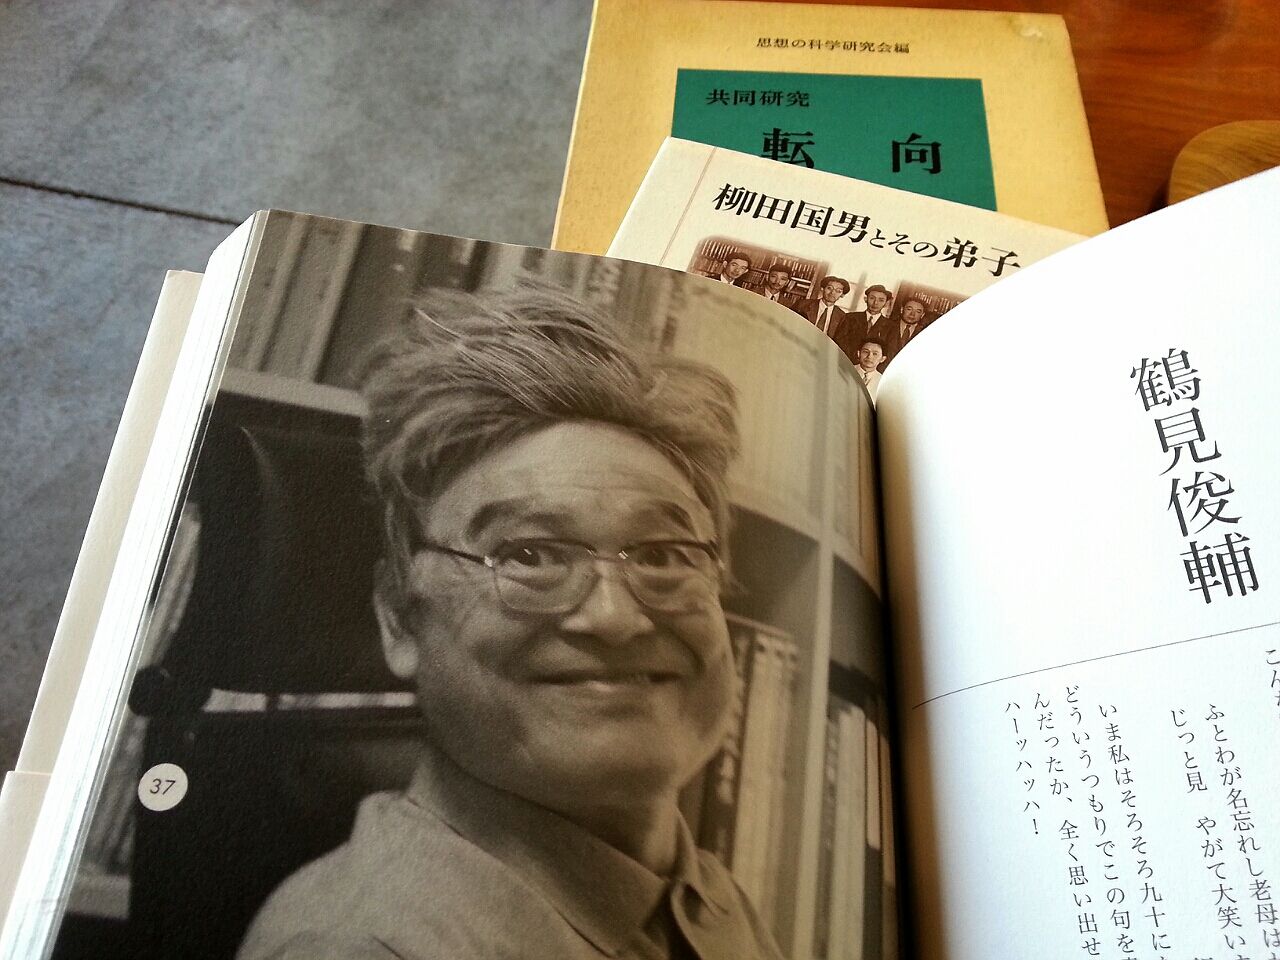 思想の科学研究会編
共同研究
転向
柳田国男とその弟子
鶴見俊輔
こんな
ふとわが名忘れし老母は
じっと見 やがて大笑いす
いま私はそろそろ九十に
どういうつもりでこの句を
んだったか、全く思い出せ
ハーッハッハ!
37